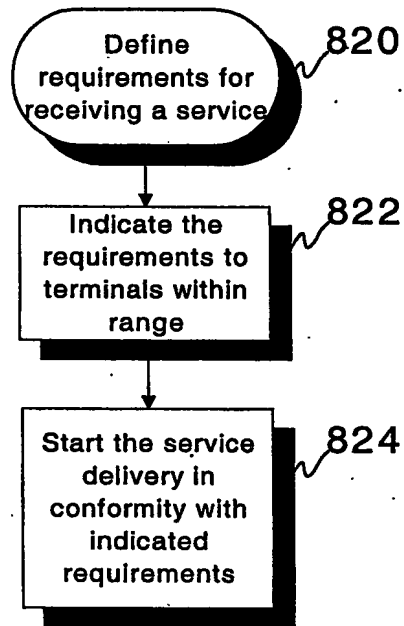 Define
requirements for
receiving a service
820
Indicate the
requirements to
terminals within
range
822
Start the service
delivery in
conformity with
indicated
requirements
824